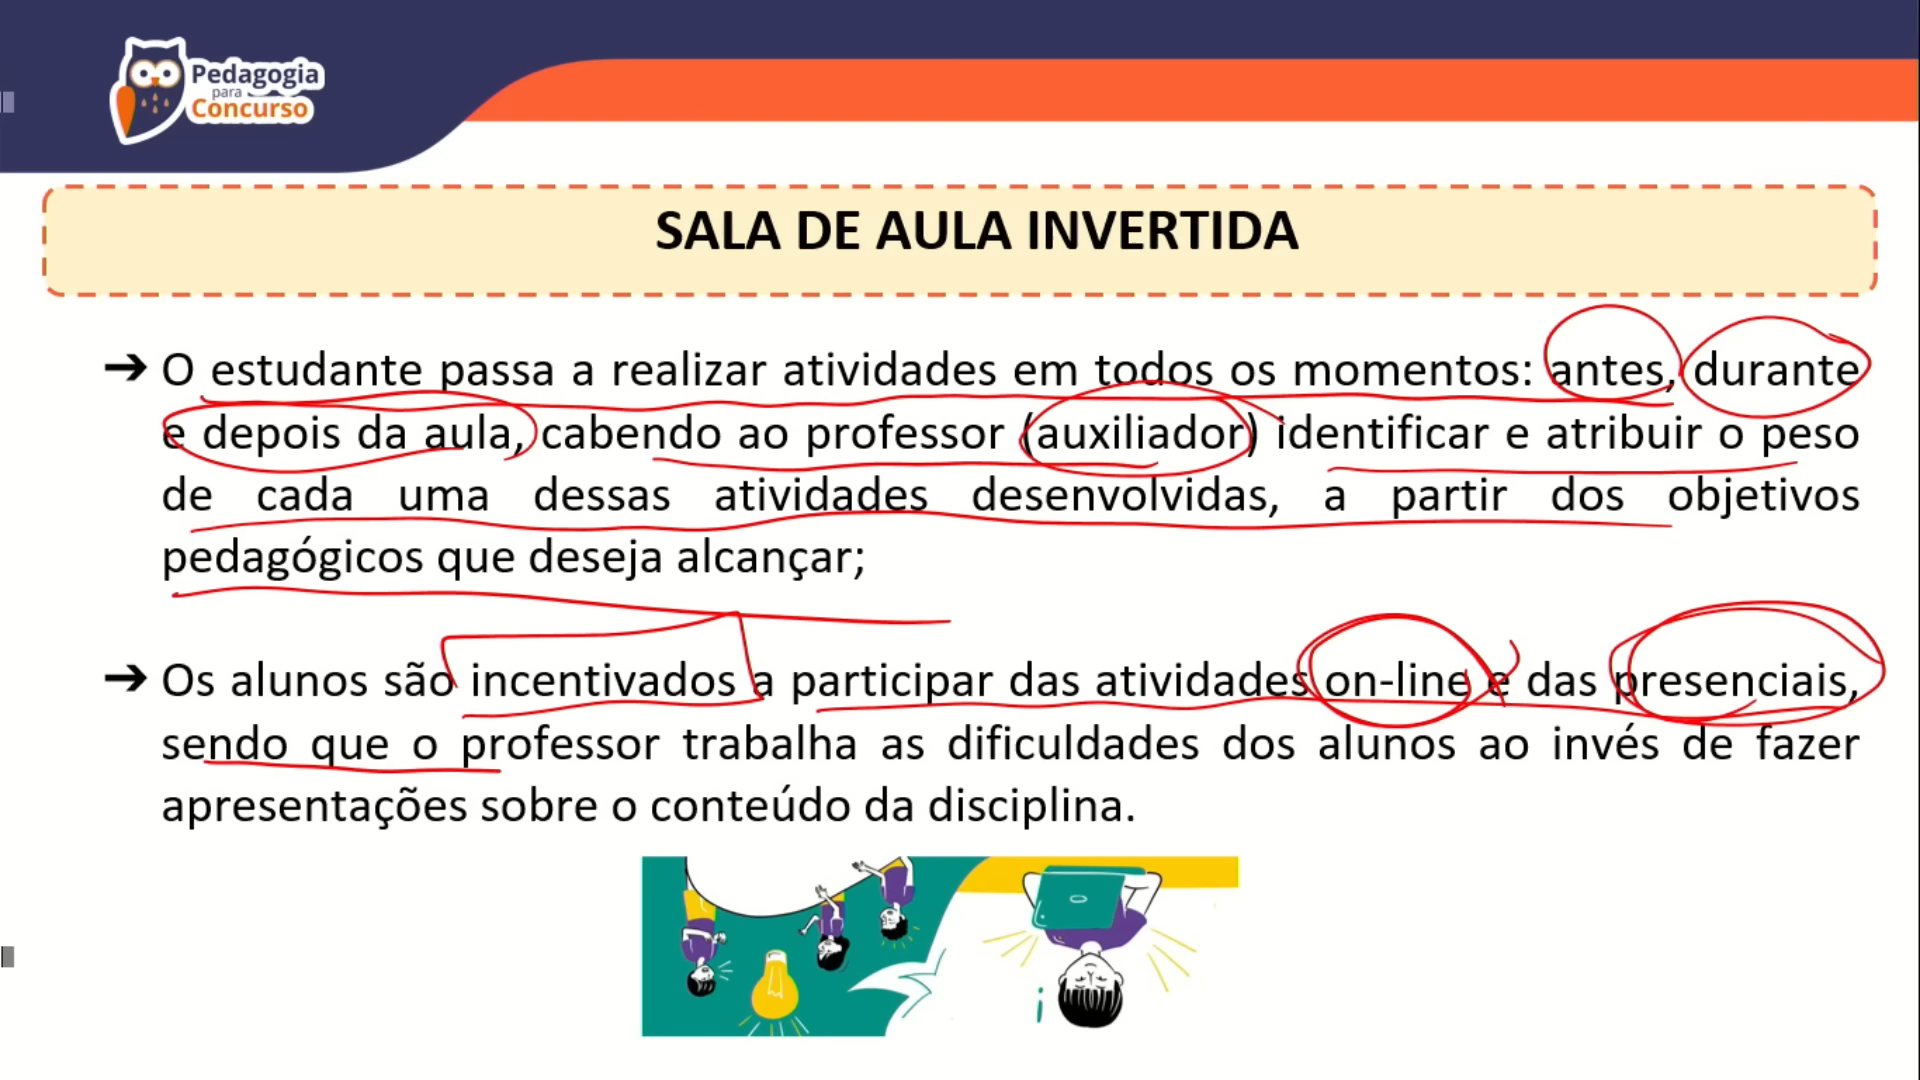 Pedagogia
para
Concurso
SALA DE AULA INVERTIDA
➔ O estudante passa a realizar atividades em todos os momentos: antes, durante
e depois da aula, cabendo ao professor (auxiliador) identificar e atribuir o peso
de cada uma dessas atividades desenvolvidas, a partir dos objetivos
pedagógicos que deseja alcançar;
➔ Os alunos são incentivados a participar das atividades on-line e das presenciais,
sendo que o professor trabalha as dificuldades dos alunos ao invés de fazer
apresentações sobre o conteúdo da disciplina.